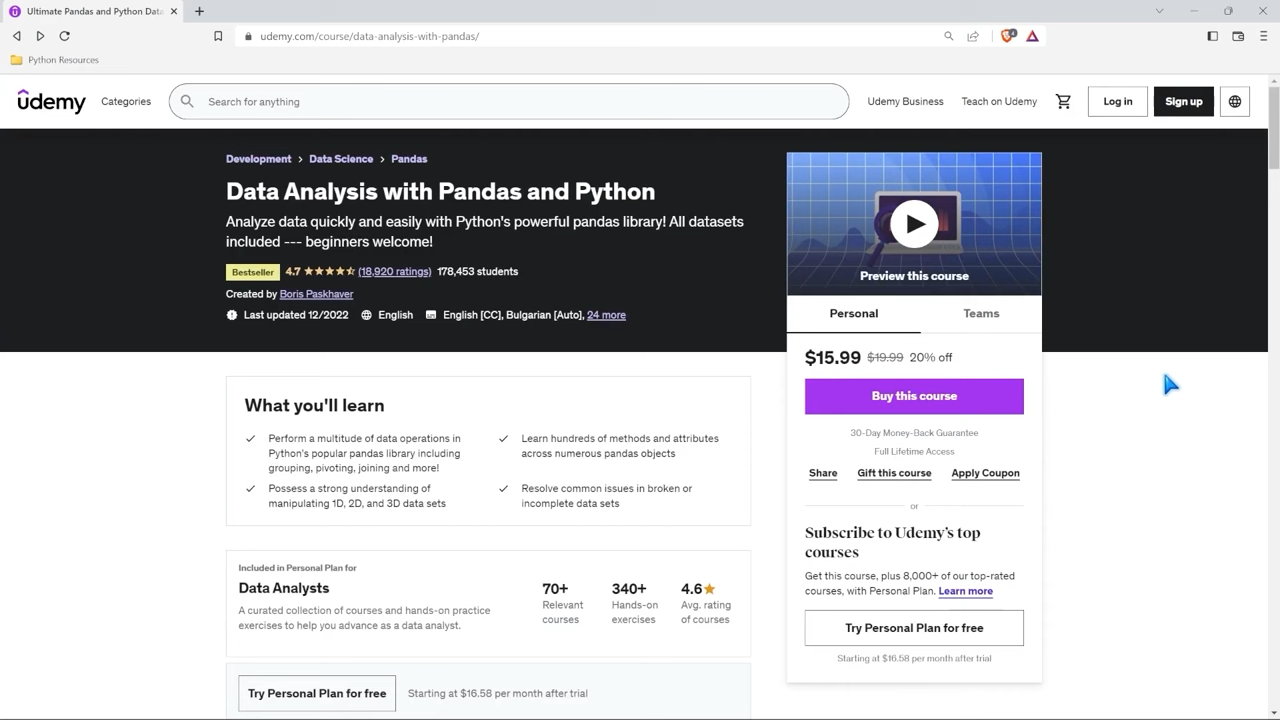 Ultimate Pandas and Python Data
udemy.com/course/data-analysis-with-pandas/
4
Python Resources
udemy
Categories
Search for anything
Udemy Business
Teach on Udemy
Log in
Sign up
Development > Data Science > Pandas
Data Analysis with Pandas and Python
Analyze data quickly and easily with Python's powerful pandas library! All datasets
included --- beginners welcome!
Bestseller 4.7 (18,920 ratings) 178,453 students
Created by Boris Paskhaver
Last updated 12/2022 English English [CC], Bulgarian [Auto], 24 more
Preview this course
Personal Teams
$15.99 $19.99 20% off
Buy this course
30-Day Money-Back Guarantee
Full Lifetime Access
Share Gift this course Apply Coupon
or
Subscribe to Udemy's top
courses
Get this course, plus 8,000+ of our top-rated
courses, with Personal Plan. Learn more
Try Personal Plan for free
Starting at $16.58 per month after trial
What you'll learn
Perform a multitude of data operations in
Python's popular pandas library including
grouping, pivoting, joining and more!
Learn hundreds of methods and attributes
across numerous pandas objects
Possess a strong understanding of
manipulating 1D, 2D, and 3D data sets
Resolve common issues in broken or
incomplete data sets
Included in Personal Plan for
Data Analysts
A curated collection of courses and hands-on practice
exercises to help you advance as a data analyst.
70+
Relevant
courses
340+
Hands-on
exercises
4.6
Avg. rating
of courses
Try Personal Plan for free
Starting at $16.58 per month after trial